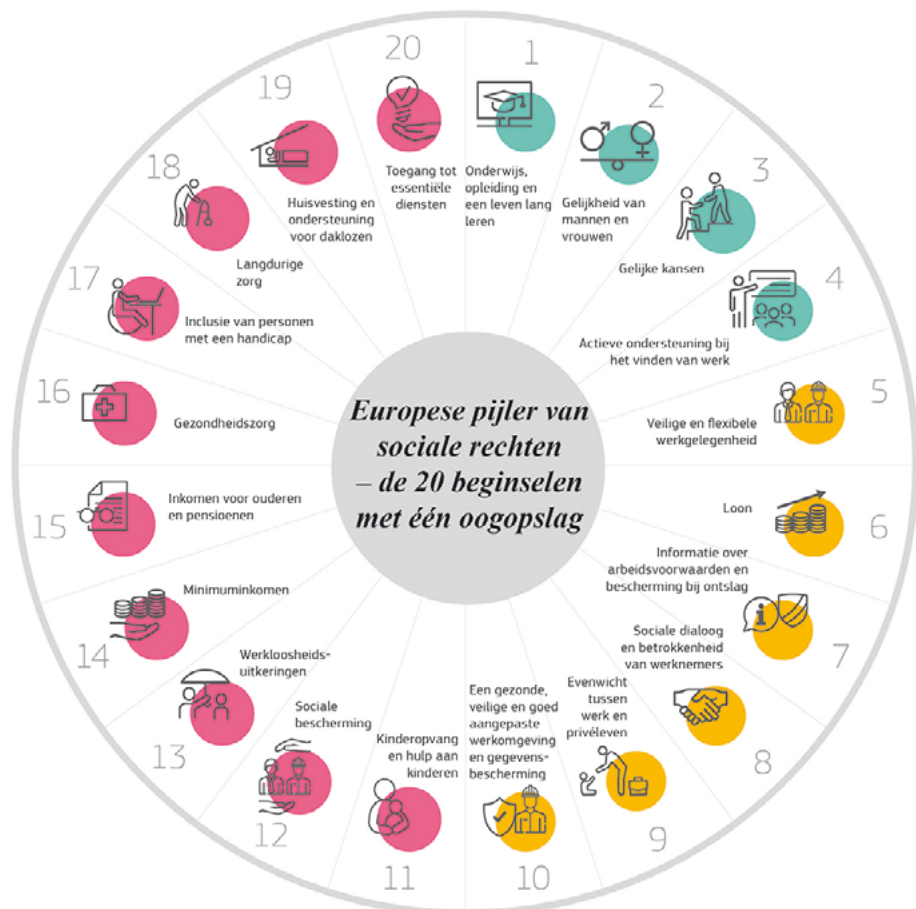 Europese pijler van
sociale rechten
– de 20 beginselen
met één oogopslag
1
Onderwijs,
opleiding en
een leven lang
leren
2
Gelijkheid van
mannen en
vrouwen
3
Gelijke kansen
4
Actieve ondersteuning bij
het vinden van werk
5
Veilige en flexibele
werkgelegenheid
6
Loon
7
Informatie over
arbeidsvoorwaarden en
bescherming bij ontslag
8
Sociale dialoog
en betrokkenheid
van werknemers
9
Evenwicht
tussen
werk en
privéleven
10
Een gezonde,
veilige en goed
aangepaste
werkomgeving
en gegevens-
bescherming
11
Kinderopvang
en hulp aan
kinderen
12
Sociale
bescherming
13
Werkloosheids-
uitkeringen
14
Minimuminkomen
15
Inkomen voor ouderen
en pensioenen
16
Gezondheidszorg
17
Inclusie van personen
met een handicap
18
Langdurige
zorg
19
Huisvesting en
ondersteuning
voor daklozen
20
Toegang tot
essentiële
diensten